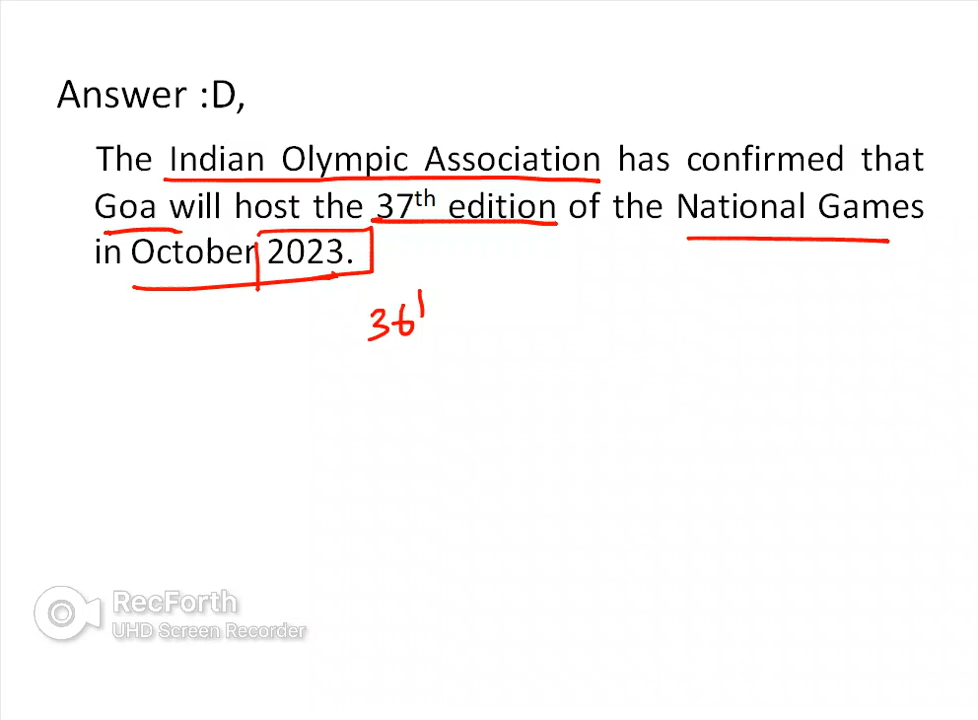 Answer :D,
The Indian Olympic Association has confirmed that
Goa will host the 37th edition of the National Games
in October 2023.
36'
RecForth
UHD Screen Recorder